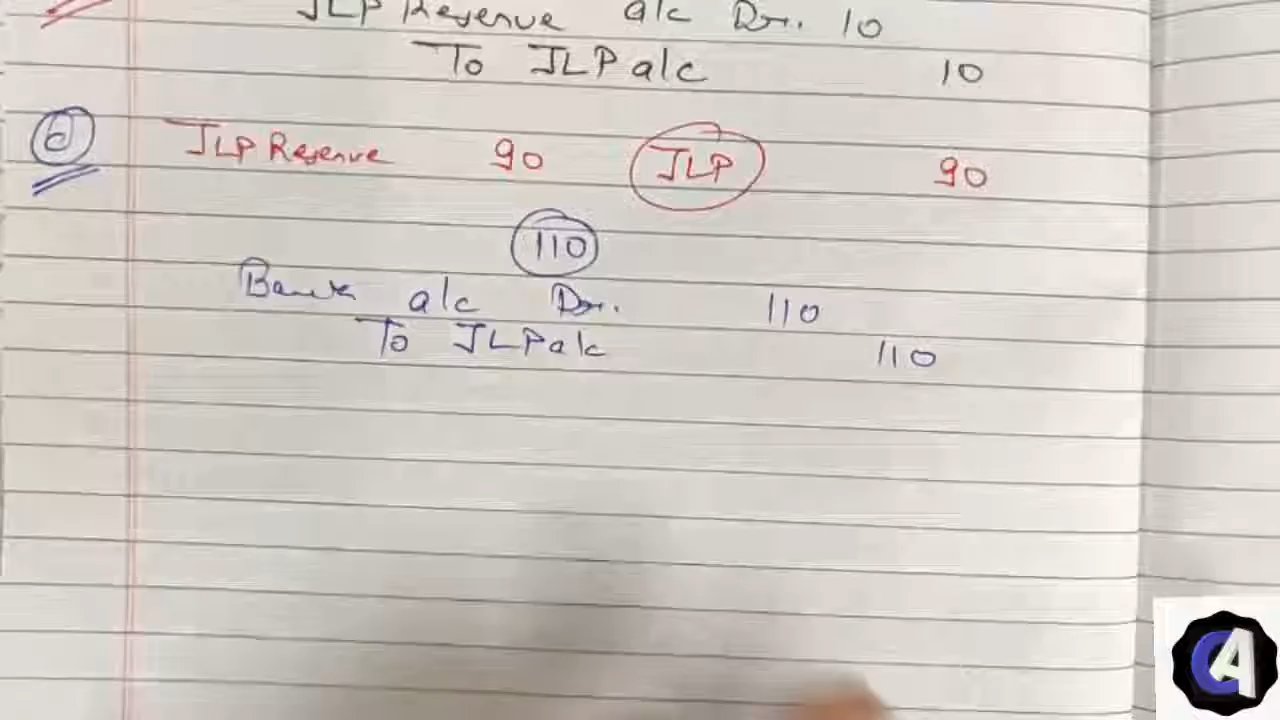 JLP Reserve a/c Dr. 10
To JLP a/c 10
d JLP Reserve 90 JLP 90
110
Bank a/c Dr. 110
To JLP a/c 110
CA